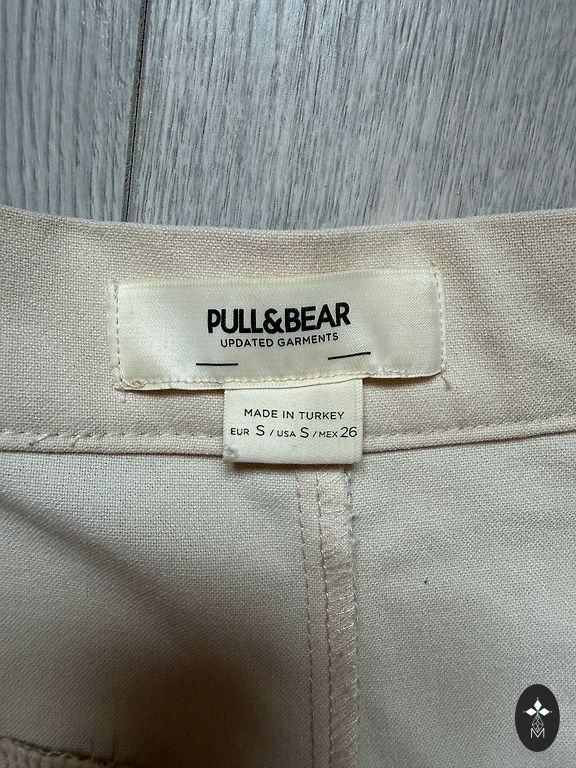 PULL&BEAR
UPDATED GARMENTS
MADE IN TURKEY
EUR S / USA S / MEX 26
M